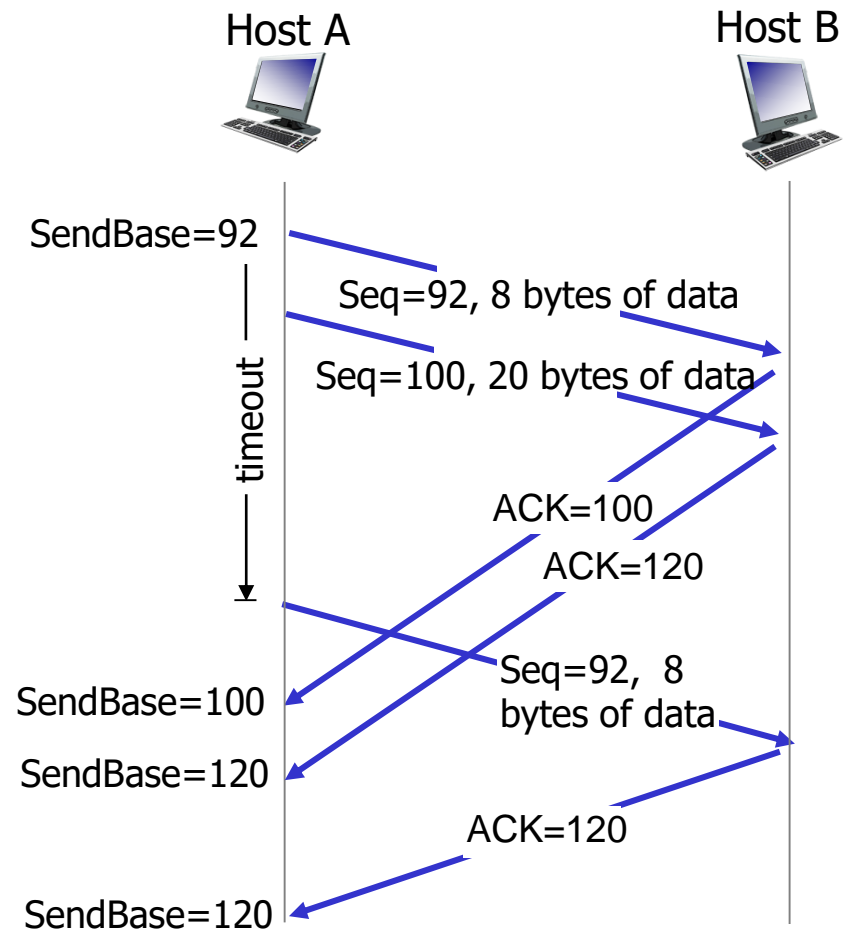 Host A
Host B
SendBase=92
Seq=92, 8 bytes of data
Seq=100, 20 bytes of data
timeout
ACK=100
ACK=120
Seq=92, 8
bytes of data
SendBase=100
SendBase=120
ACK=120
SendBase=120